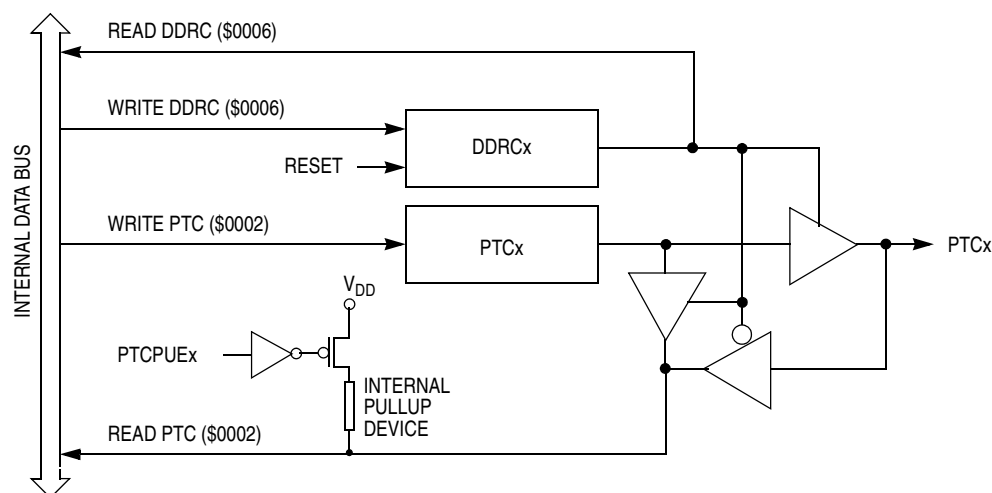 READ DDRC ($0006)
WRITE DDRC ($0006)
DDRCx
RESET
INTERNAL DATA BUS
WRITE PTC ($0002)
PTCx
PTCx
VDD
PTCPUEx
INTERNAL
PULLUP
DEVICE
READ PTC ($0002)